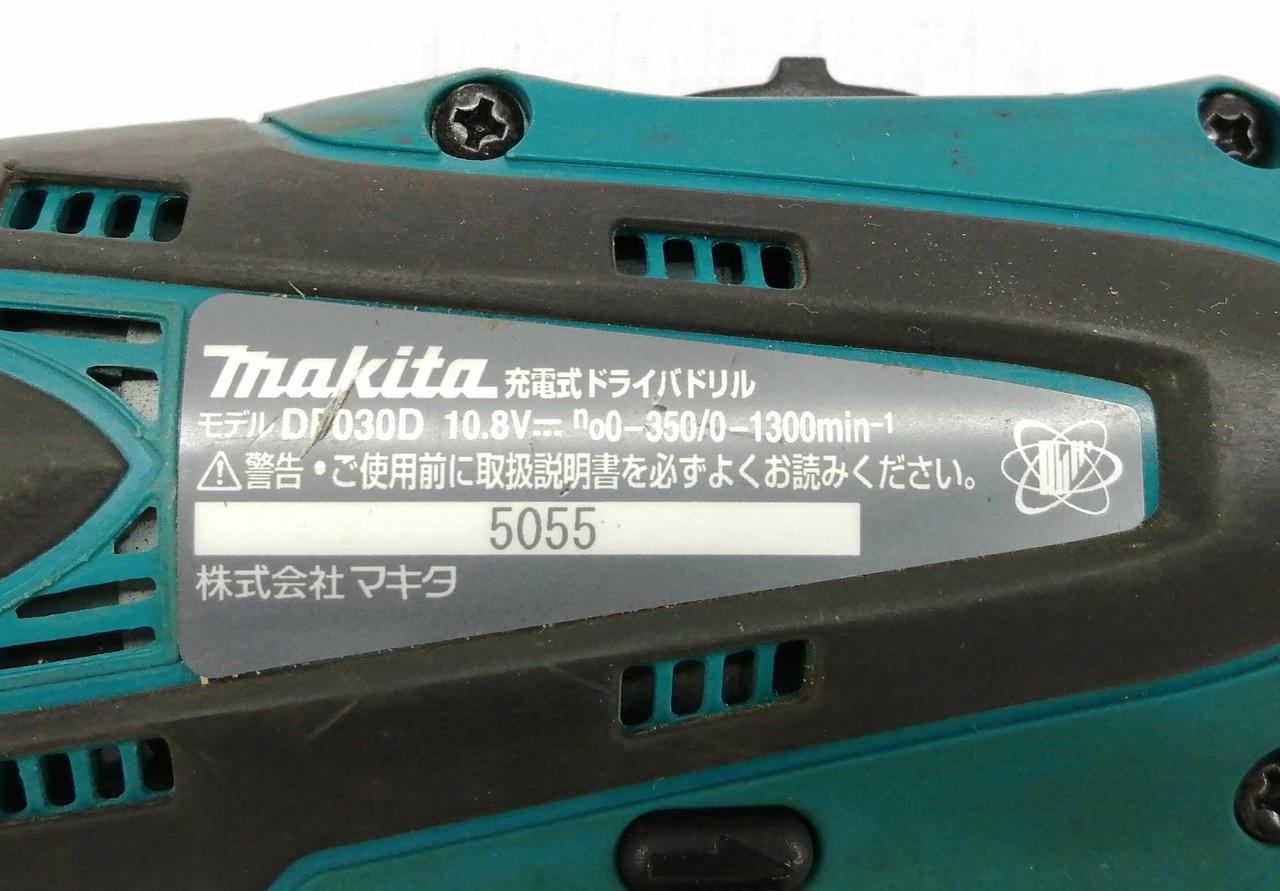 makita 充電式ドライバドリル
モデル DF030D 10.8V⎓ n₀0-350/0-1300min⁻¹
⚠警告・ご使用前に取扱説明書を必ずよくお読みください。
5055
株式会社マキタ